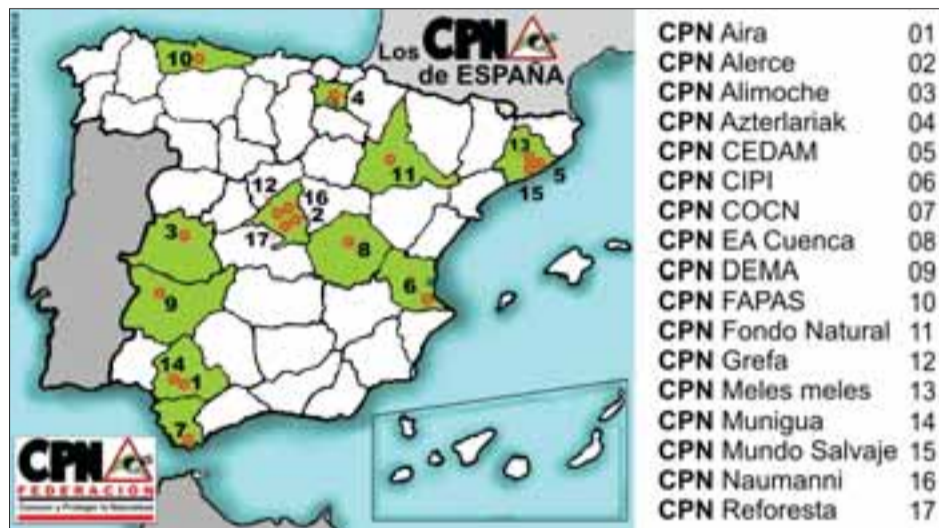 Los CPN
de ESPAÑA
10
4
13
11
5
15
12
16
2
17
3
8
6
9
14
1
7
CPN
FEDERACIÓN
Conocer y Proteger la Naturaleza
CPN Aira 01
CPN Alerce 02
CPN Alimoche 03
CPN Azterlariak 04
CPN CEDAM 05
CPN CIPI 06
CPN COCN 07
CPN EA Cuenca 08
CPN DEMA 09
CPN FAPAS 10
CPN Fondo Natural 11
CPN Grefa 12
CPN Meles meles 13
CPN Munigua 14
CPN Mundo Salvaje 15
CPN Naumanni 16
CPN Reforesta 17